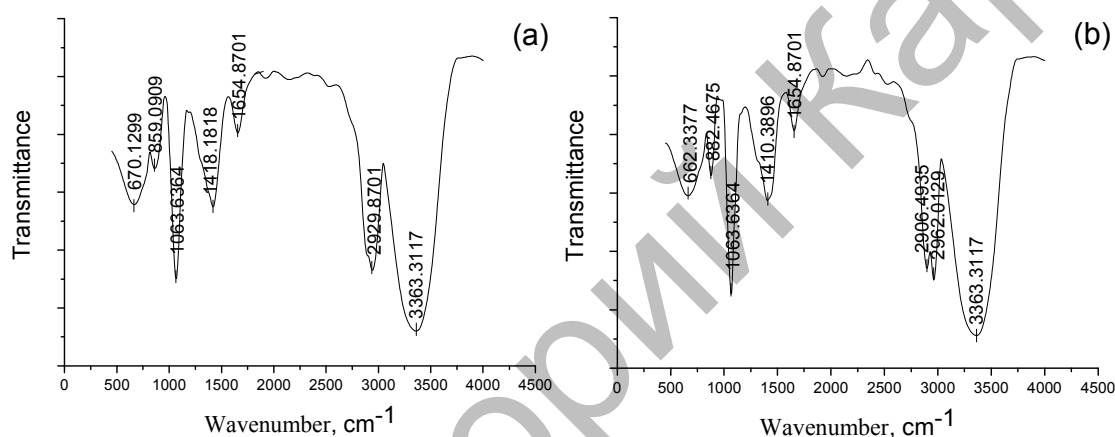 (a)
Transmittance
670.1299
859.0909
1063.6364
1418.1818
1654.8701
2929.8701
3363.3117
0 500 1000 1500 2000 2500 3000 3500 4000 4500
Wavenumber, cm-1
(b)
Transmittance
662.3377
882.4675
1063.6364
1410.3896
1654.8701
2906.4935
2962.0129
3363.3117
0 500 1000 1500 2000 2500 3000 3500 4000 4500
Wavenumber, cm-1
орий Кар